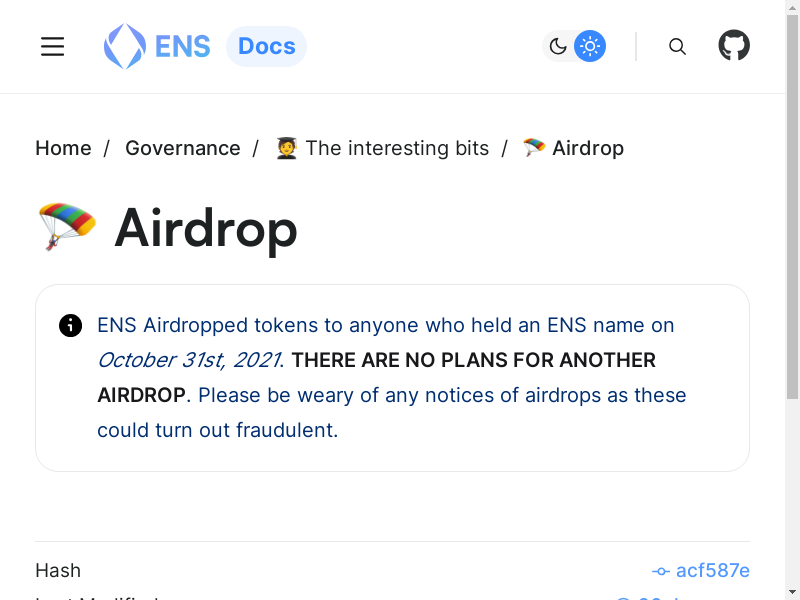 ENS Docs
Home / Governance / 🧑‍🎓 The interesting bits / 🪂 Airdrop
🪂 Airdrop
ENS Airdropped tokens to anyone who held an ENS name on
October 31st, 2021. THERE ARE NO PLANS FOR ANOTHER
AIRDROP. Please be weary of any notices of airdrops as these
could turn out fraudulent.
Hash acf587e
Last Modified